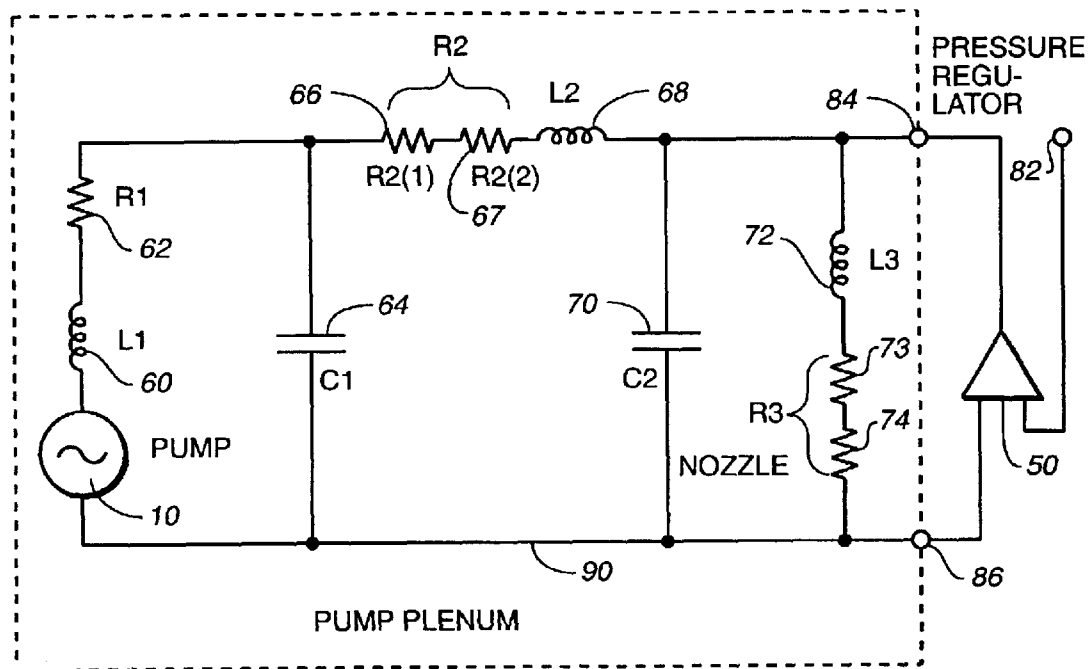 R2
PRESSURE
REGU-
LATOR
66
L2
68
84
82
R2(1)
R2(2)
67
R1
62
72
L3
64
70
L1
60
C1
C2
73
R3
74
PUMP
NOZZLE
50
10
90
86
PUMP PLENUM